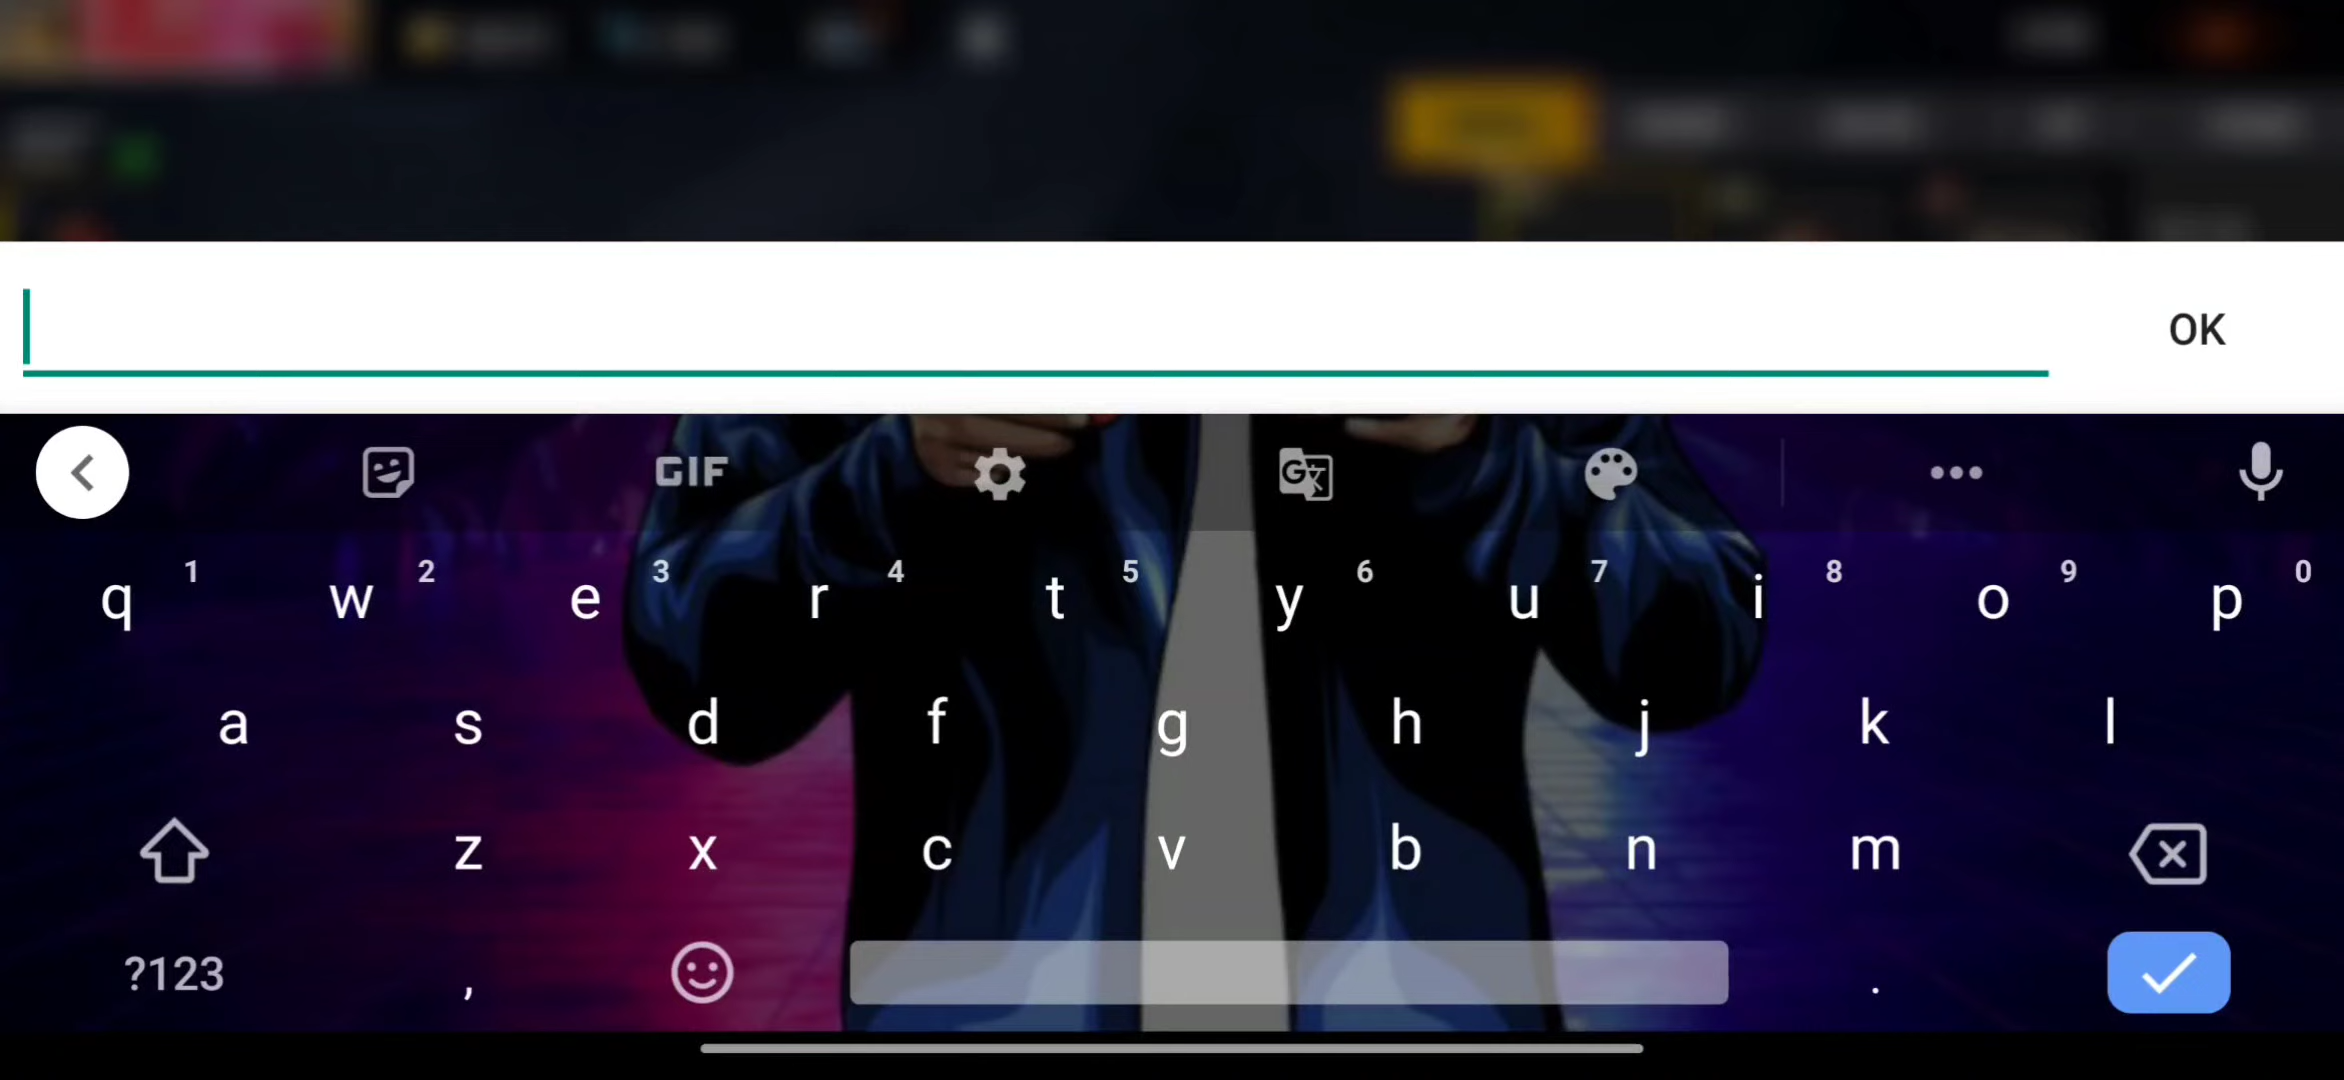 OK
GIF
q 1 w 2 e 3 r 4 t 5 y 6 u 7 i 8 o 9 p 0
a s d f g h j k l
z x c v b n m
?123 , .